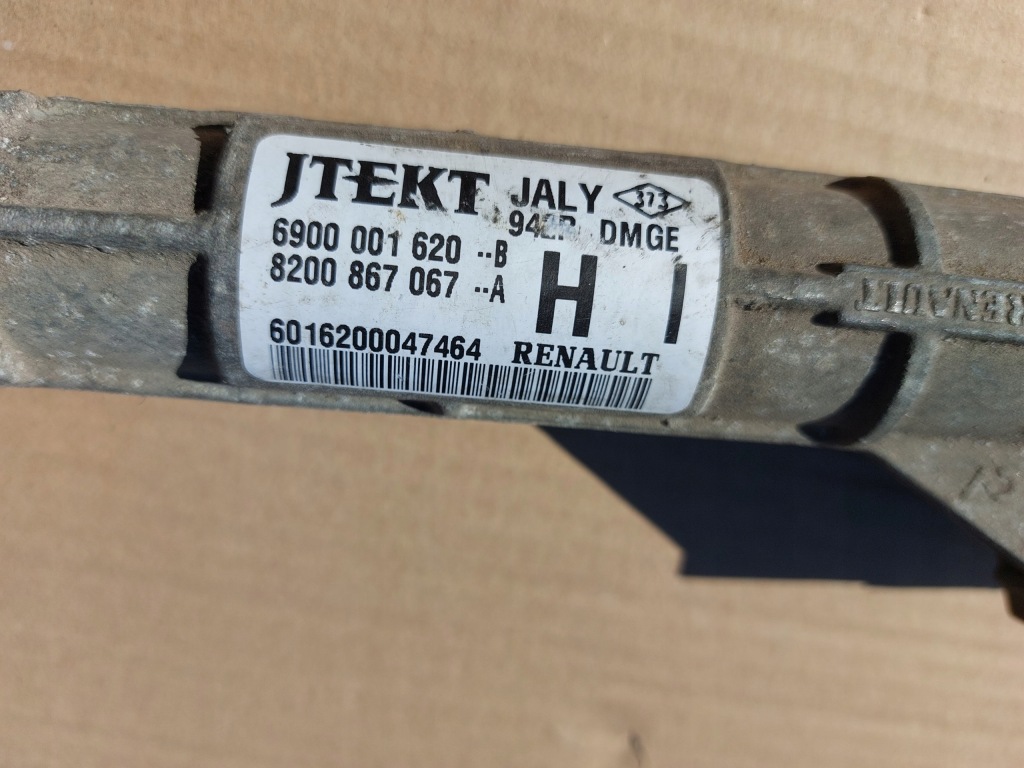 JTEKT JALY 373
DMGE
6900 001 620 --B
8200 867 067 --A
H I
6016200047464 RENAULT
RENAULT